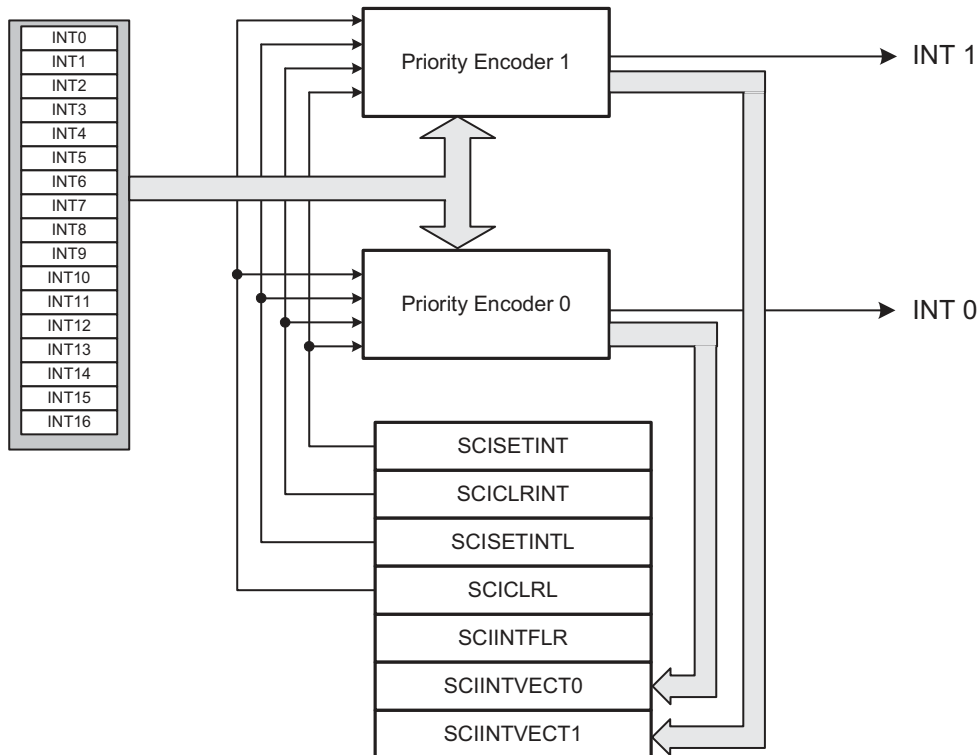 INT0
INT1
INT2
INT3
INT4
INT5
INT6
INT7
INT8
INT9
INT10
INT11
INT12
INT13
INT14
INT15
INT16
Priority Encoder 1
INT 1
Priority Encoder 0
INT 0
SCISETINT
SCICLRINT
SCISETINTL
SCICLRL
SCIINTFLR
SCIINTVECT0
SCIINTVECT1